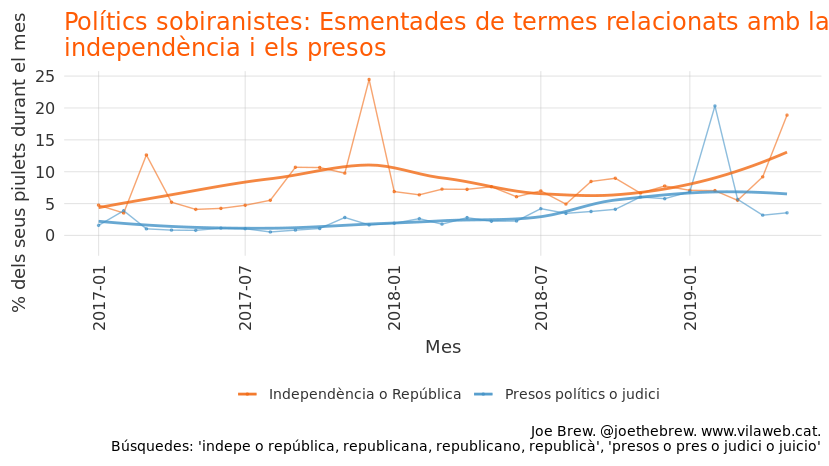 Polítics sobiranistes: Esmentades de termes relacionats amb la
independència i els presos
% dels seus piulets durant el mes
25
20
15
10
5
0
2017-01
2017-07
2018-01
2018-07
2019-01
Mes
Independència o República
Presos polítics o judici
Joe Brew. @joethebrew. www.vilaweb.cat.
Búsquedes: 'indepe o república, republicana, republicano, republicà', 'presos o pres o judici o juicio'